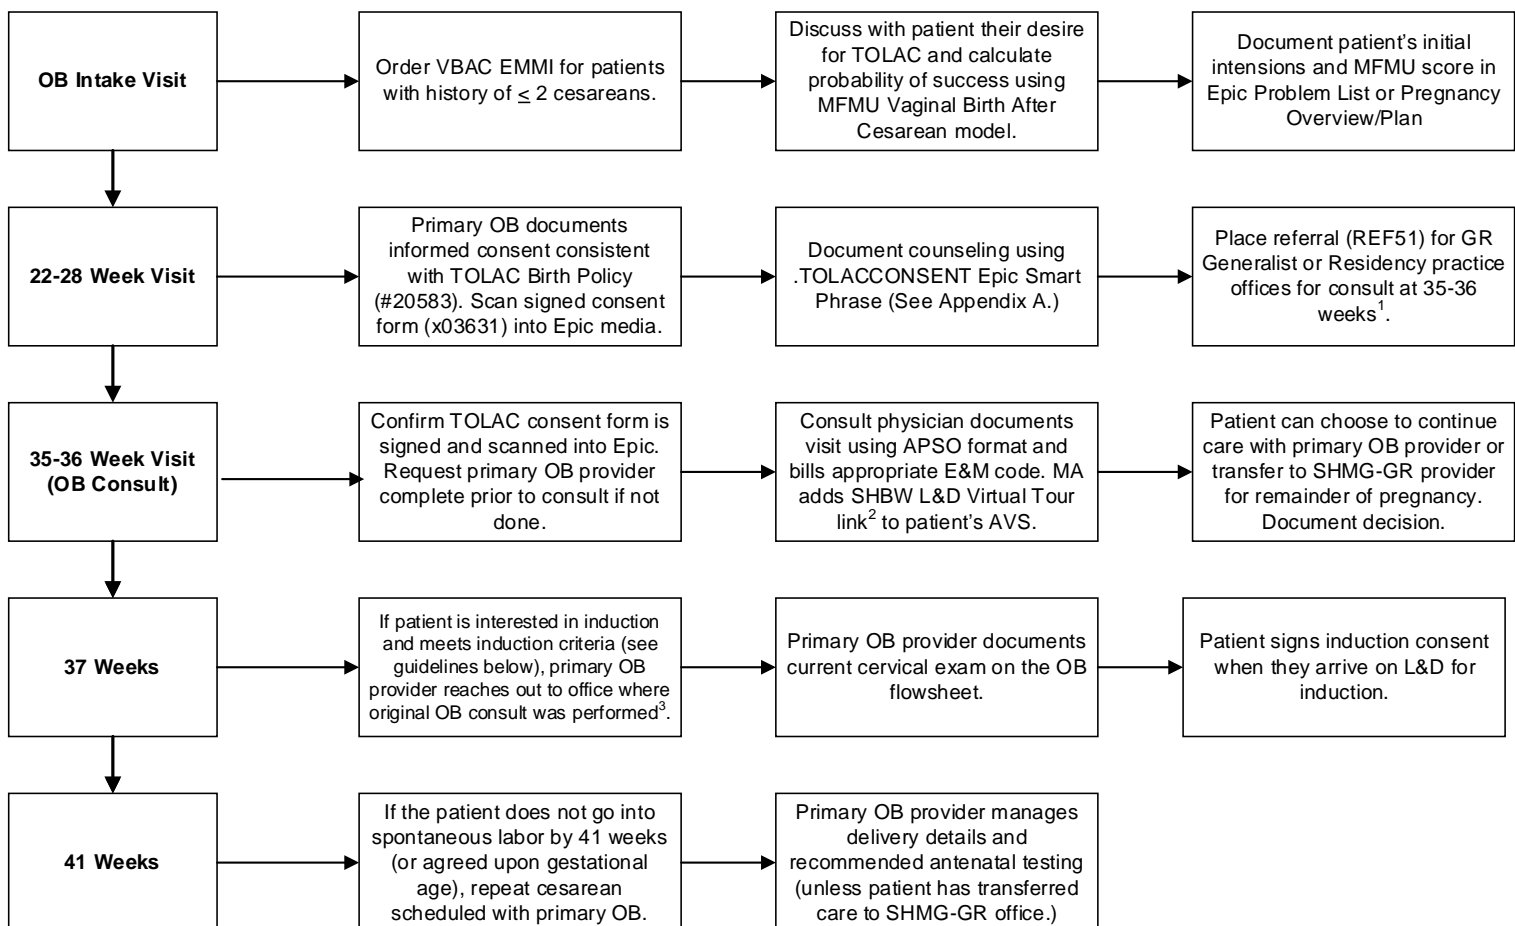 OB Intake Visit
Order VBAC EMMI for patients
with history of < 2 cesareans.
Discuss with patient their desire
for TOLAC and calculate
probability of success using
MFMU Vaginal Birth After
Cesarean model.
Document patient's initial
intensions and MFMU score in
Epic Problem List or Pregnancy
Overview/Plan
22-28 Week Visit
Primary OB documents
informed consent consistent
with TOLAC Birth Policy
(#20583). Scan signed consent
form (x03631) into Epic media.
Document counseling using
.TOLACCONSENT Epic Smart
Phrase (See Appendix A.)
Place referral (REF51) for GR
Generalist or Residency practice
offices for consult at 35-36
weeks1.
35-36 Week Visit
(OB Consult)
Confirm TOLAC consent form is
signed and scanned into Epic.
Request primary OB provider
complete prior to consult if not
done.
Consult physician documents
visit using APSO format and
bills appropriate E&M code. MA
adds SHBW L&D Virtual Tour
link2 to patient's AVS.
Patient can choose to continue
care with primary OB provider or
transfer to SHMG-GR provider
for remainder of pregnancy.
Document decision.
37 Weeks
If patient is interested in induction
and meets induction criteria (see
guidelines below), primary OB
provider reaches out to office where
original OB consult was performed3.
Primary OB provider documents
current cervical exam on the OB
flowsheet.
Patient signs induction consent
when they arrive on L&D for
induction.
41 Weeks
If the patient does not go into
spontaneous labor by 41 weeks
(or agreed upon gestational
age), repeat cesarean
scheduled with primary OB.
Primary OB provider manages
delivery details and
recommended antenatal testing
(unless patient has transferred
care to SHMG-GR office.)